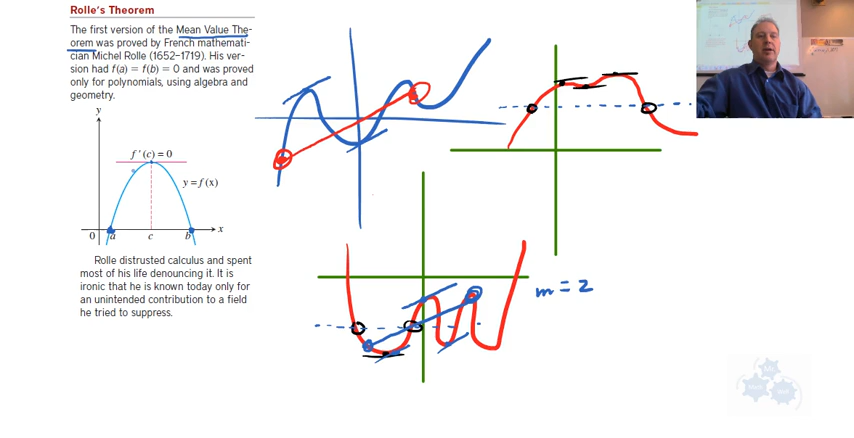 Rolle's Theorem
The first version of the Mean Value The-
orem was proved by French mathemati-
cian Michel Rolle (1652–1719). His ver-
sion had f(a) = f(b) = 0 and was proved
only for polynomials, using algebra and
geometry.
y
f'(c) = 0
y = f(x)
0 a c b x
Rolle distrusted calculus and spent
most of his life denouncing it. It is
ironic that he is known today only for
an unintended contribution to a field
he tried to suppress.
m = 2